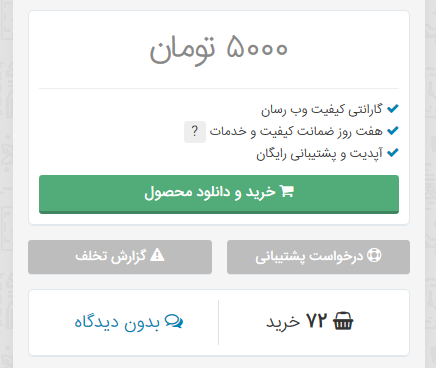 ۵۰۰۰ تومان
گارانتی کیفیت وب رسان
هفت روز ضمانت کیفیت و خدمات ?
آپدیت و پشتیبانی رایگان
خرید و دانلود محصول
درخواست پشتیبانی
گزارش تخلف
۷۲ خرید
بدون دیدگاه